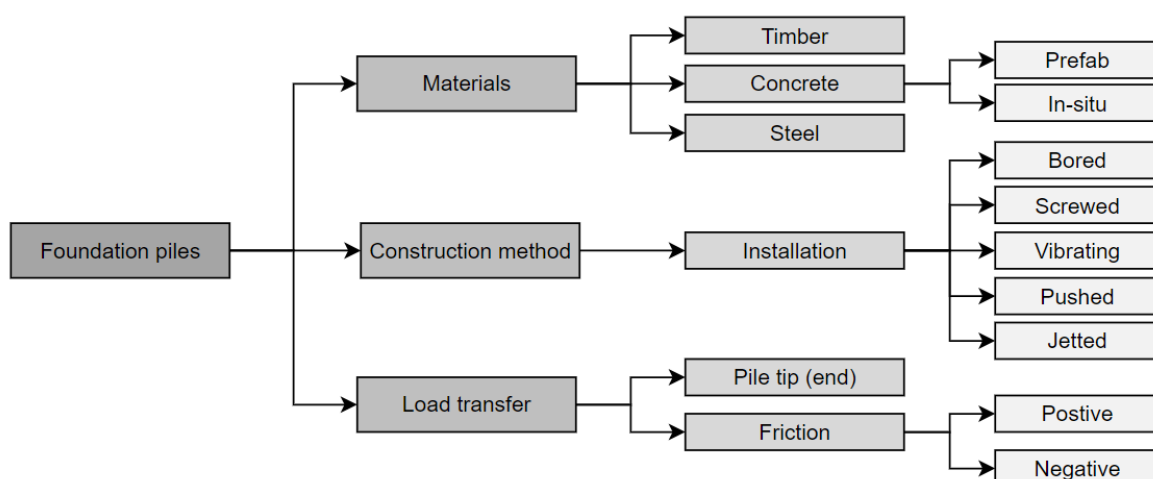 Foundation piles
Materials
Timber
Concrete
Prefab
In-situ
Steel
Construction method
Installation
Bored
Screwed
Vibrating
Pushed
Jetted
Load transfer
Pile tip (end)
Friction
Postive
Negative